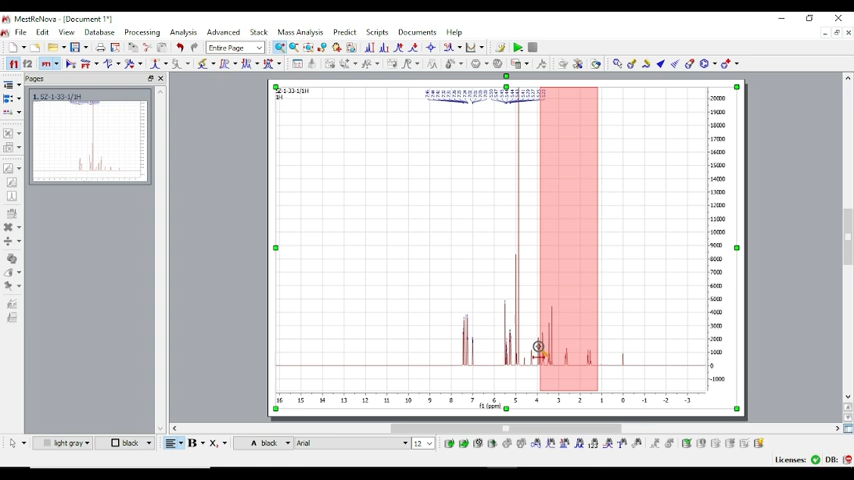 MestReNova - [Document 1*]
File Edit View Database Processing Analysis Advanced Stack Mass Analysis Predict Scripts Documents Help
Entire Page
f1 f2
Pages
1. SZ-1-33-1/1H
SZ-1-33-1/1H
1H
20000
19000
18000
17000
16000
15000
14000
13000
12000
11000
10000
9000
8000
7000
6000
5000
4000
3000
2000
1000
0
-1000
16 15 14 13 12 11 10 9 8 7 6 5 4 3 2 1 0 -1 -2 -3
f1 (ppm)
light gray black B X A black Arial 12
Licenses: DB: